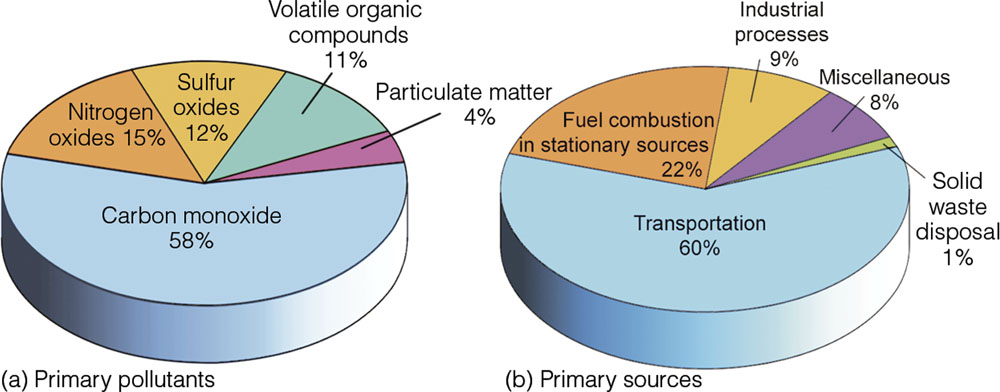 Volatile organic
compounds
11%
Sulfur
oxides
12%
Nitrogen
oxides 15%
Particulate matter
4%
Carbon monoxide
58%
(a) Primary pollutants
Industrial
processes
9%
Miscellaneous
8%
Fuel combustion
in stationary sources
22%
Solid
waste
disposal
1%
Transportation
60%
(b) Primary sources